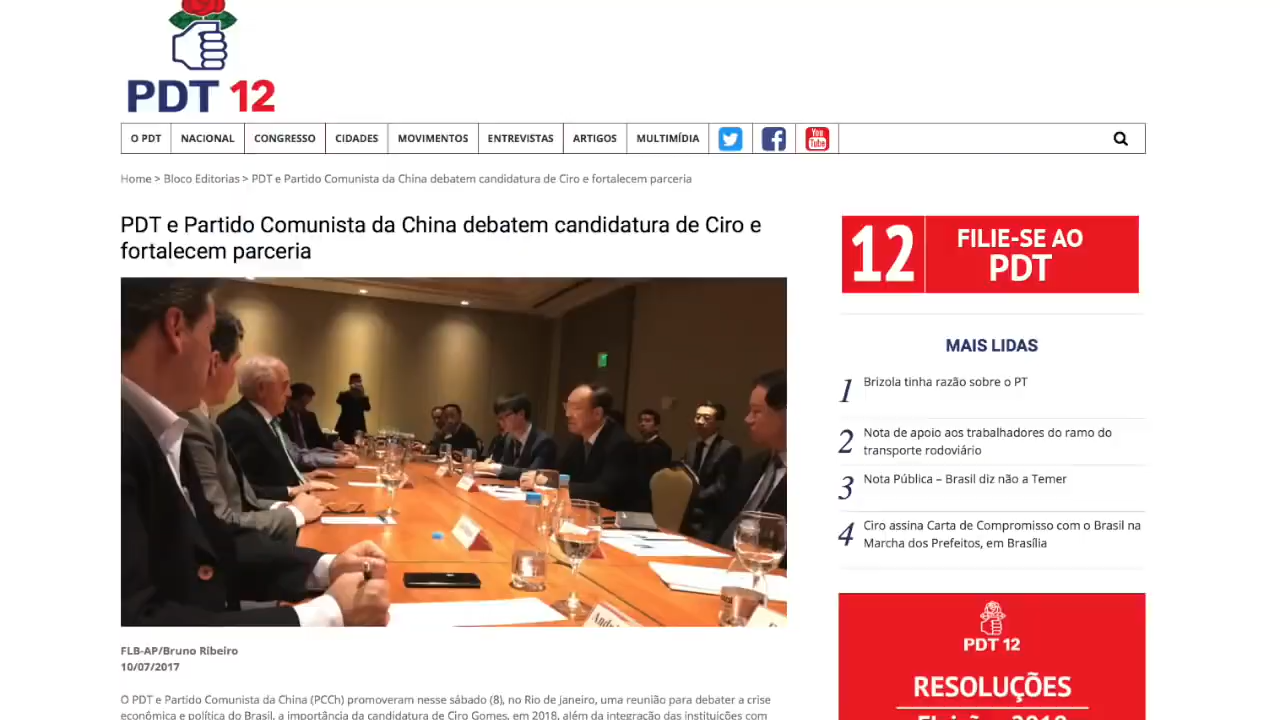 PDT 12
O PDT
NACIONAL
CONGRESSO
CIDADES
MOVIMENTOS
ENTREVISTAS
ARTIGOS
MULTIMÍDIA
You
Tube
Home > Bloco Editorias > PDT e Partido Comunista da China debatem candidatura de Ciro e fortalecem parceria
PDT e Partido Comunista da China debatem candidatura de Ciro e
fortalecem parceria
FLB-AP/Bruno Ribeiro
10/07/2017
O PDT e Partido Comunista da China (PCCh) promoveram nesse sábado (8), no Rio de Janeiro, uma reunião para debater a crise
econômica e política do Brasil, a importância da candidatura de Ciro Gomes, em 2018, além da integração das instituições com
12
FILIE-SE AO
PDT
MAIS LIDAS
1 Brizola tinha razão sobre o PT
2 Nota de apoio aos trabalhadores do ramo do
transporte rodoviário
3 Nota Pública – Brasil diz não a Temer
4 Ciro assina Carta de Compromisso com o Brasil na
Marcha dos Prefeitos, em Brasília
PDT 12
RESOLUÇÕES
Eleição 2018